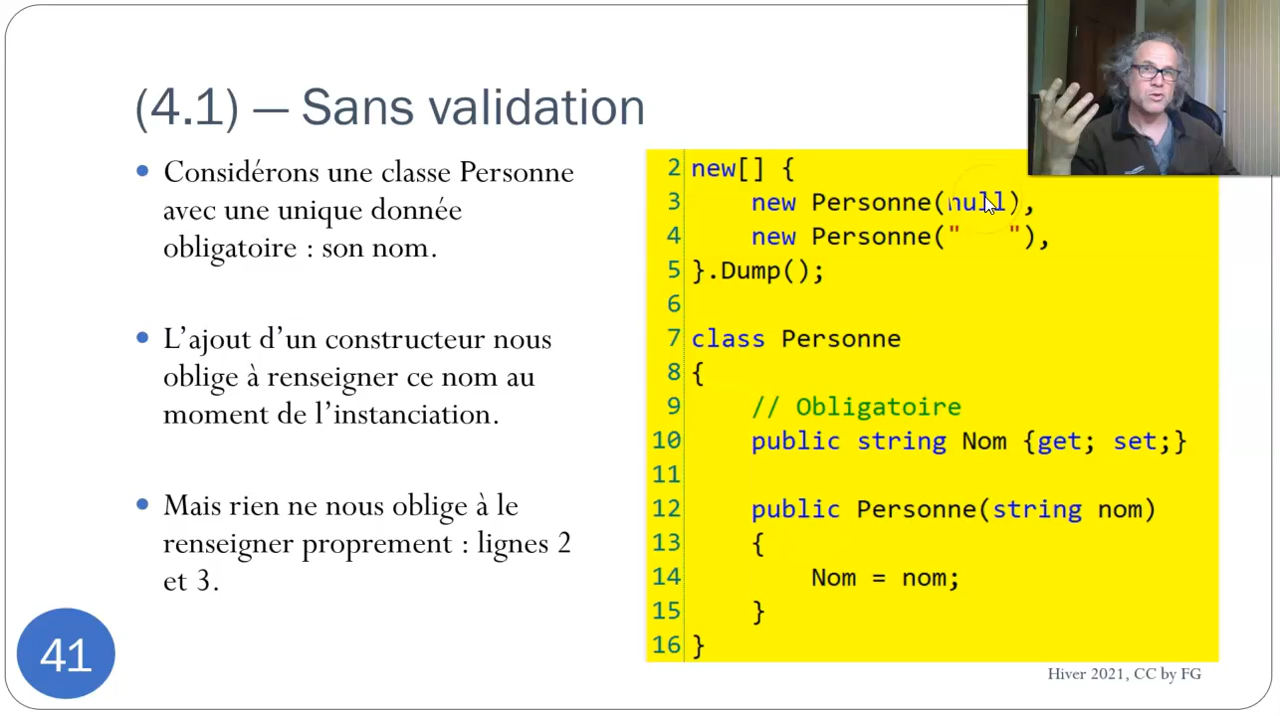 (4.1) — Sans validation
Considérons une classe Personne
avec une unique donnée
obligatoire : son nom.
L’ajout d’un constructeur nous
oblige à renseigner ce nom au
moment de l’instanciation.
Mais rien ne nous oblige à le
renseigner proprement : lignes 2
et 3.
2 new[] {
3     new Personne(null),
4     new Personne("   "),
5 }.Dump();
6
7 class Personne
8 {
9     // Obligatoire
10     public string Nom {get; set;}
11
12     public Personne(string nom)
13     {
14         Nom = nom;
15     }
16 }
41
Hiver 2021, CC by FG